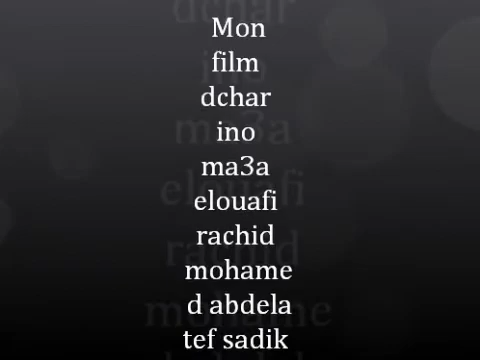 Mon
film
dchar
ino
ma3a
elouafi
rachid
mohame
d abdela
tef sadik